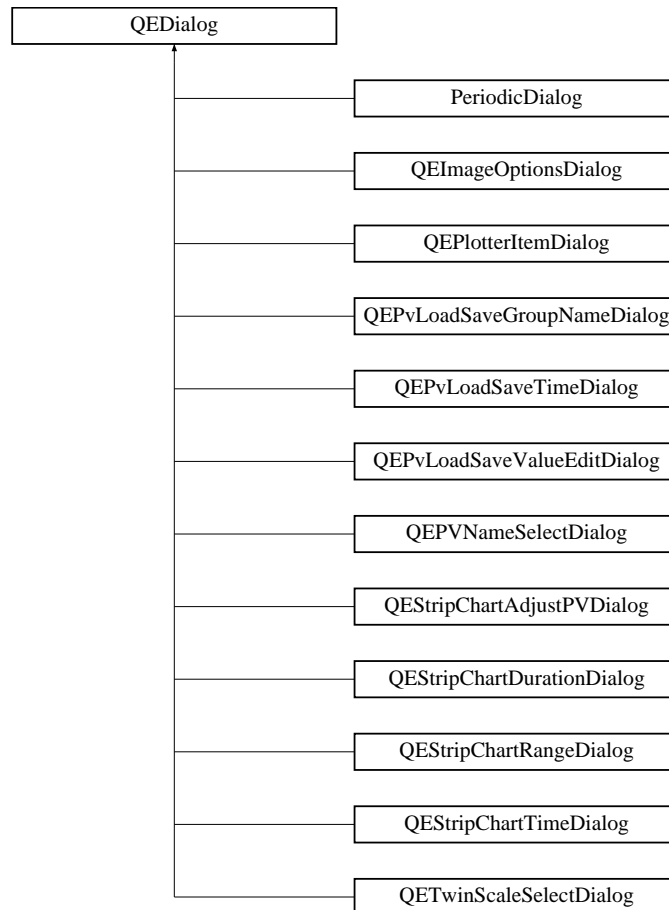 QEDialog
PeriodicDialog
QEImageOptionsDialog
QEPlotterItemDialog
QEPvLoadSaveGroupNameDialog
QEPvLoadSaveTimeDialog
QEPvLoadSaveValueEditDialog
QEPVNameSelectDialog
QEStripChartAdjustPVDialog
QEStripChartDurationDialog
QEStripChartRangeDialog
QEStripChartTimeDialog
QETwinScaleSelectDialog